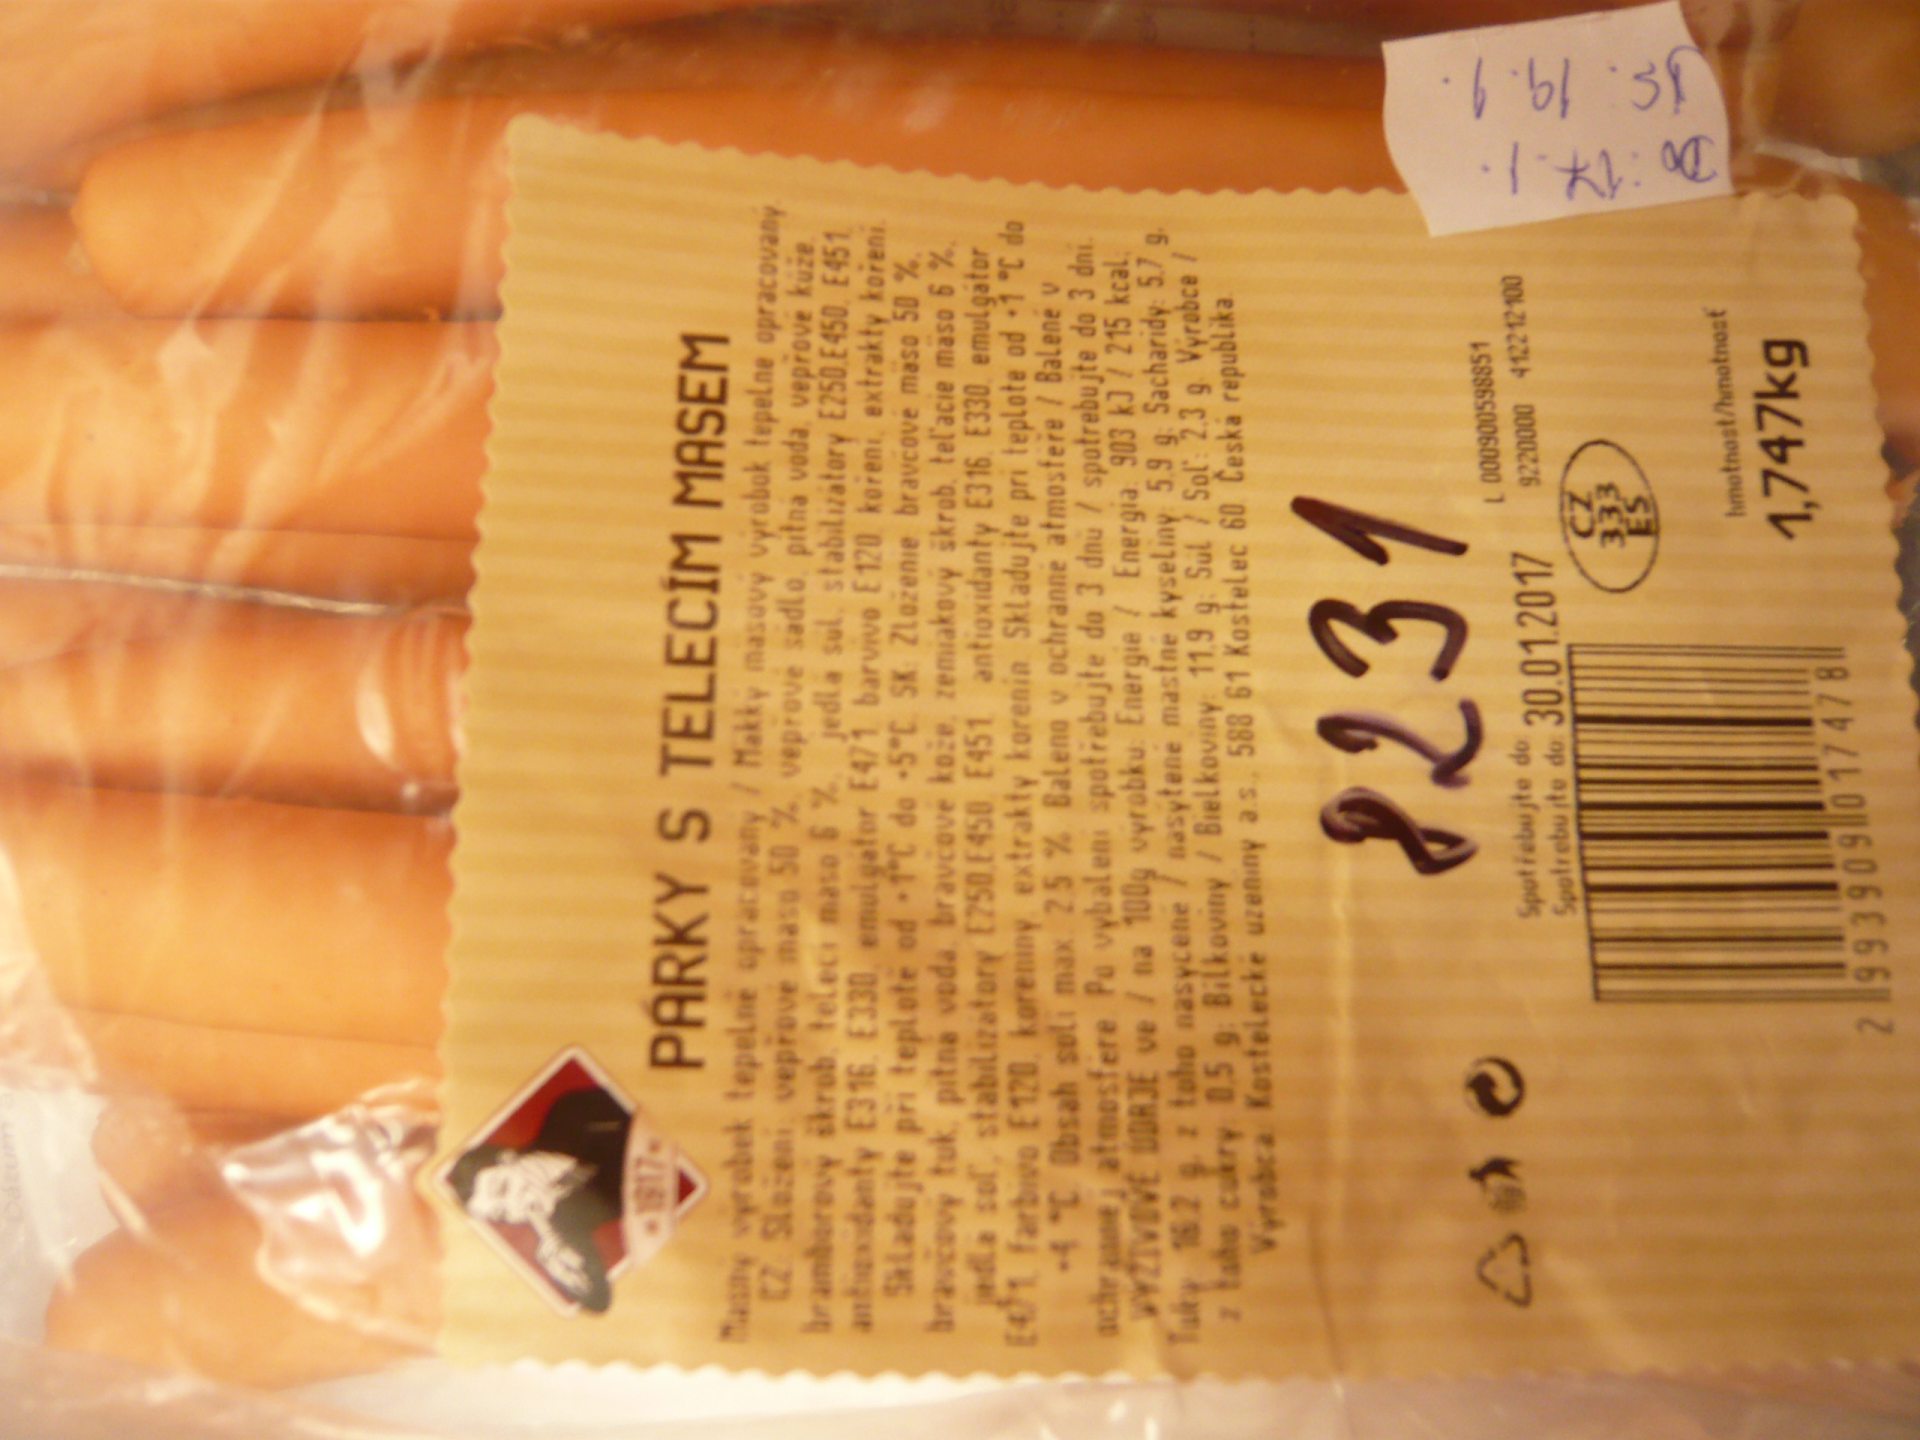 PÁRKY S TELECÍM MASEM
Masný výrobek tepelně opracovaný / Mäkký mäsový výrobok tepelne opracovaný.
CZ: Složení: vepřové maso 50 %, vepřové sádlo, pitná voda, vepřové kůže,
bramborový škrob, telecí maso 6 %, jedlá sůl, stabilizátory E250,E450, E451,
antioxidanty E316, E330, emulgátor E471, barvivo E120, koření, extrakty koření.
Skladujte při teplotě od +1°C do +5°C. SK: Zloženie: bravčové mäso 50 %,
bravčový tuk, pitná voda, bravčové kože, zemiakový škrob, teľacie mäso 6 %,
jedlá soľ, stabilizátory E250,E450, E451, antioxidanty E316, E330, emulgátor
E471, farbivo E120, koreniny, extrakty korenín. Skladujte pri teplote od +1 °C do
+4 °C. Obsah soli max. 2,5 %. Baleno v ochranné atmosféře / Balené v
ochrannej atmosfére. Po vybalení spotřebujte do 3 dnů / spotrebujte do 3 dní.
VÝŽIVOVÉ ÚDAJE ve / na 100g výrobku: Energie / Energia: 903 kJ / 215 kcal;
Tuky: 16.2 g, z toho nasycené / nasýtené mastné kyseliny: 5.9 g; Sacharidy: 5.7 g,
z toho cukry: 0.5 g; Bílkoviny / Bielkoviny: 11.9 g; Sůl / Soľ: 2.3 g. Výrobce /
Výrobca: Kostelecké uzeniny a.s., 588 61 Kostelec 60 Česká republika.
★ 1917 ★
8231
L 000900598851
9220000 412212100
Spotřebujte do:
Spotrebujte do: 30.01.2017
CZ
333
ES
hmotnost/hmotnosť
1,747kg
2 993909 017478
17.1.
19.1.